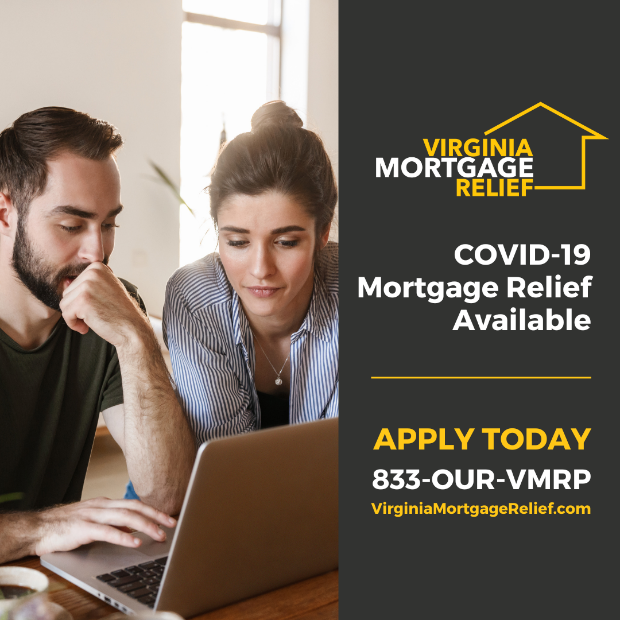 VIRGINIA
MORTGAGE
RELIEF
COVID-19
Mortgage Relief
Available
APPLY TODAY
833-OUR-VMRP
VirginiaMortgageRelief.com